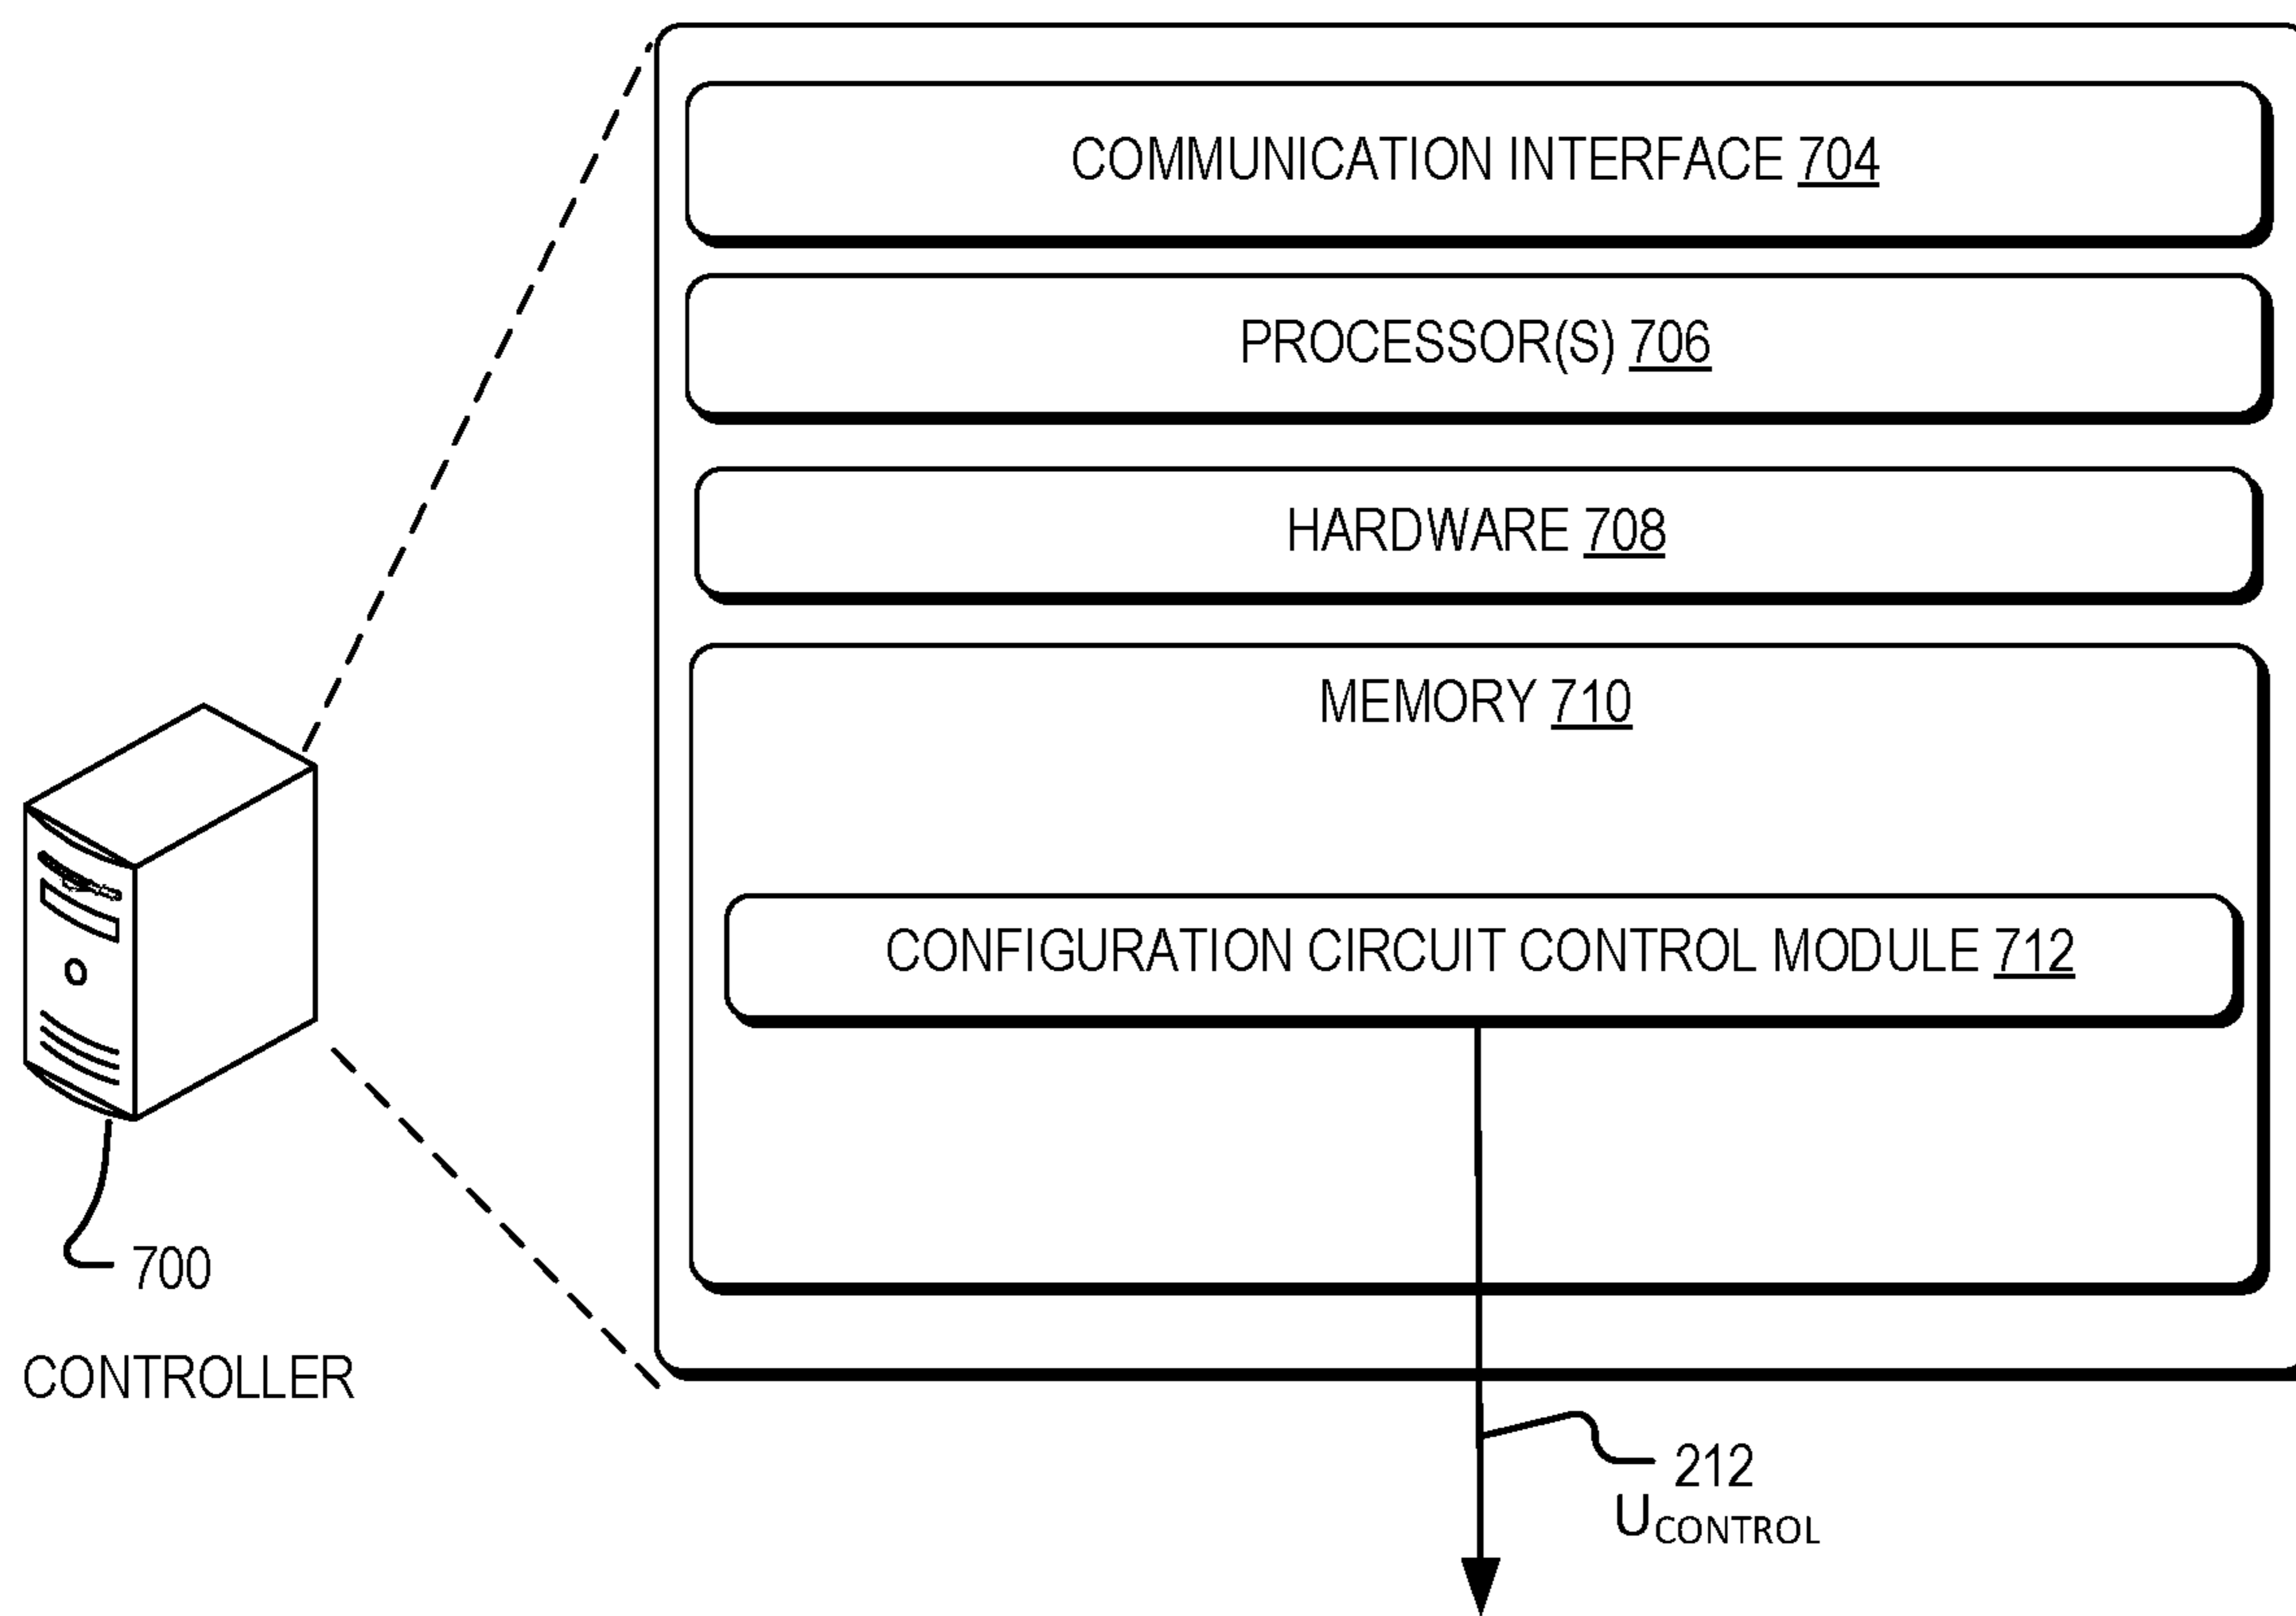 COMMUNICATION INTERFACE 704
PROCESSOR(S) 706
HARDWARE 708
MEMORY 710
CONFIGURATION CIRCUIT CONTROL MODULE 712
700
CONTROLLER
212
UCONTROL